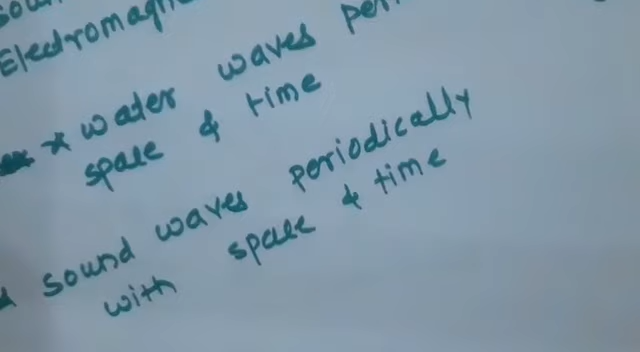 Electromagn
* water waves peri
space & time
sound waves periodically
with space & time